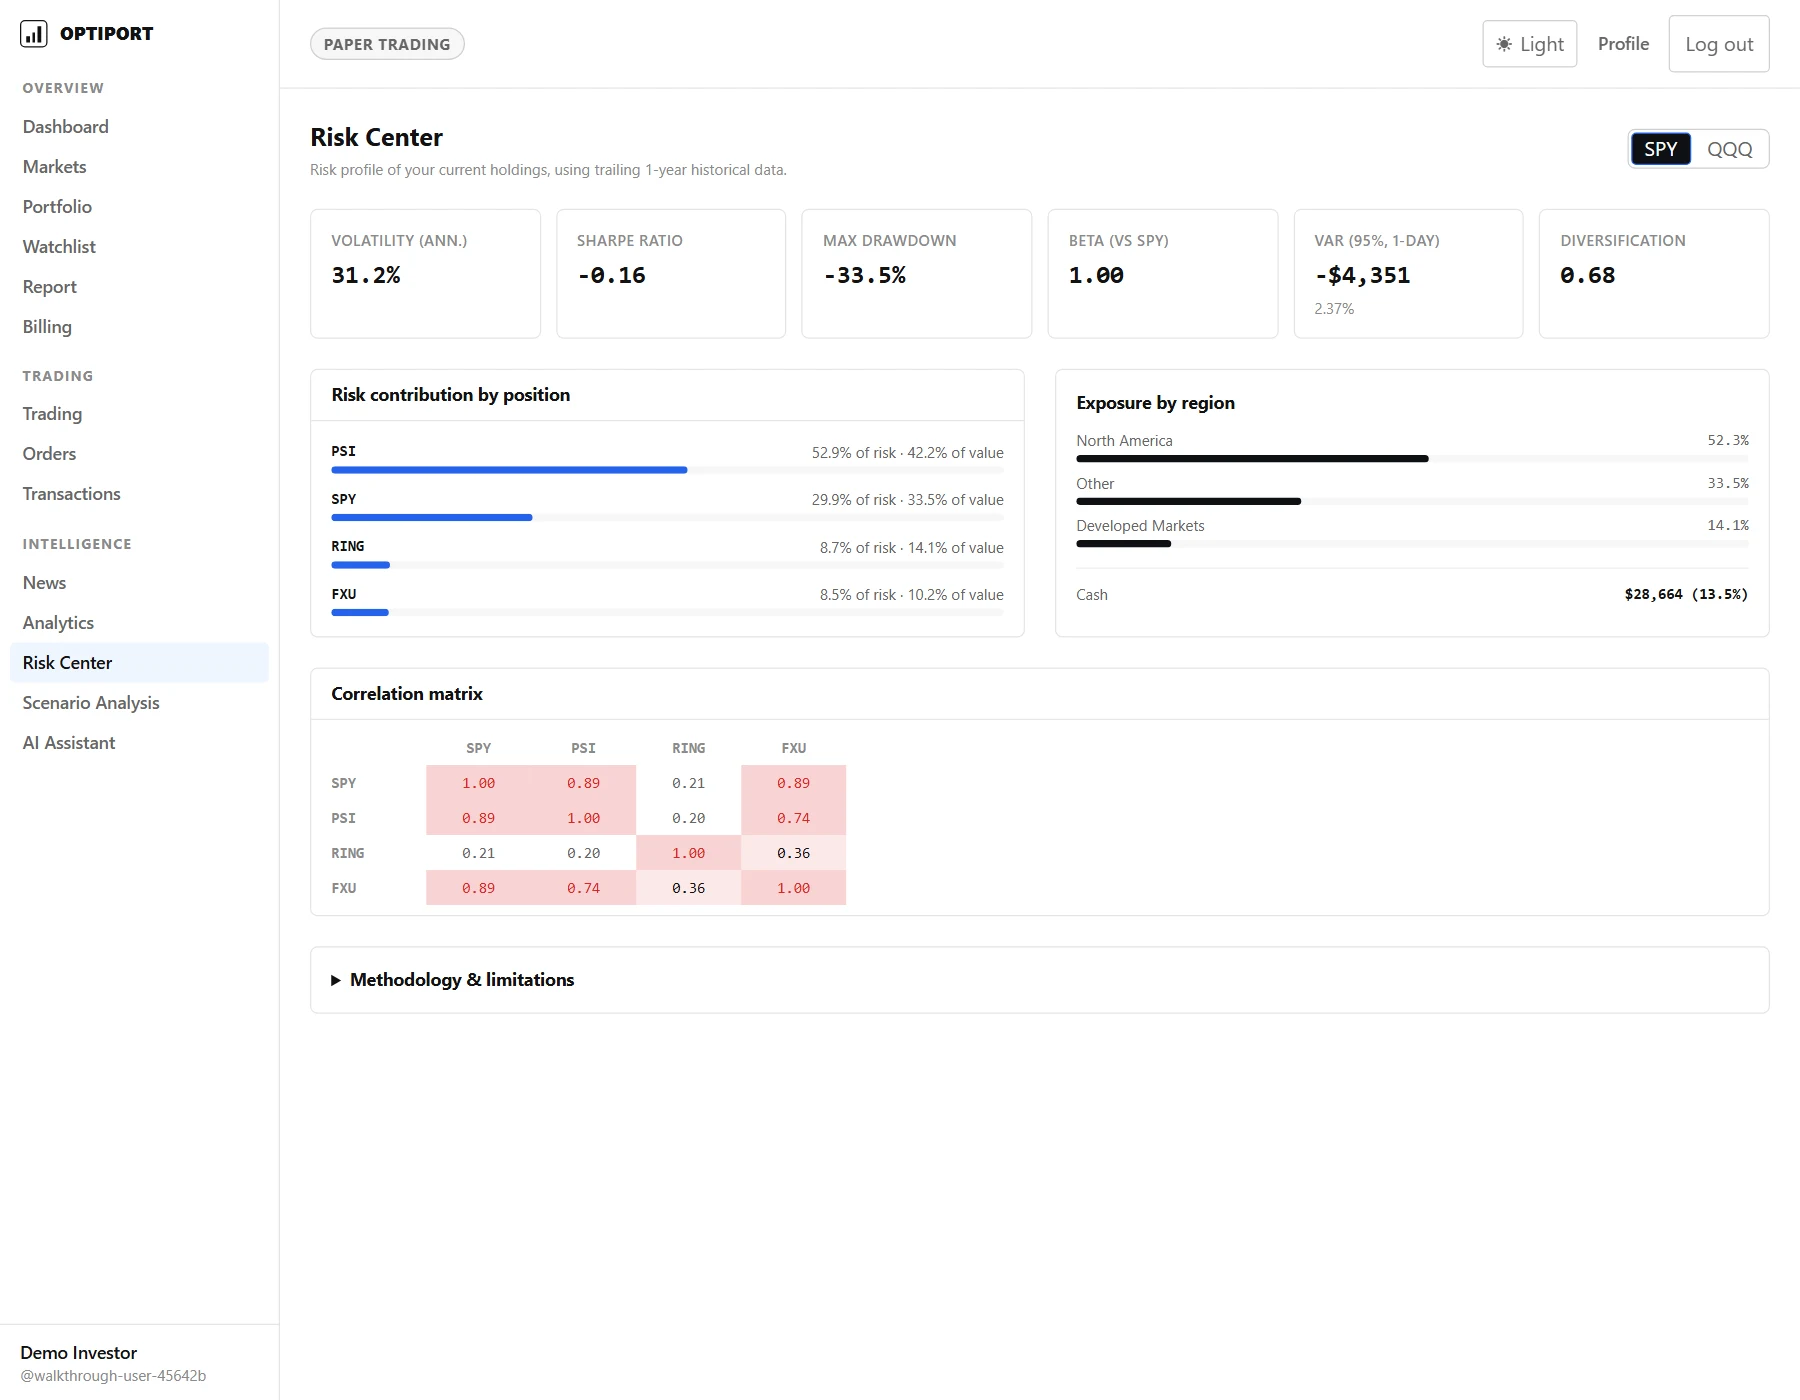 OPTIPORT
OVERVIEW
Dashboard
Markets
Portfolio
Watchlist
Report
Billing
TRADING
Trading
Orders
Transactions
INTELLIGENCE
News
Analytics
Risk Center
Scenario Analysis
AI Assistant
Demo Investor
@walkthrough-user-45642b
PAPER TRADING
☀ Light Profile Log out
Risk Center
Risk profile of your current holdings, using trailing 1-year historical data.
SPY QQQ
VOLATILITY (ANN.)
31.2%
SHARPE RATIO
-0.16
MAX DRAWDOWN
-33.5%
BETA (VS SPY)
1.00
VAR (95%, 1-DAY)
-$4,351
2.37%
DIVERSIFICATION
0.68
Risk contribution by position
PSI 52.9% of risk · 42.2% of value
SPY 29.9% of risk · 33.5% of value
RING 8.7% of risk · 14.1% of value
FXU 8.5% of risk · 10.2% of value
Exposure by region
North America 52.3%
Other 33.5%
Developed Markets 14.1%
Cash $28,664 (13.5%)
Correlation matrix
SPY PSI RING FXU
SPY 1.00 0.89 0.21 0.89
PSI 0.89 1.00 0.20 0.74
RING 0.21 0.20 1.00 0.36
FXU 0.89 0.74 0.36 1.00
▶ Methodology & limitations